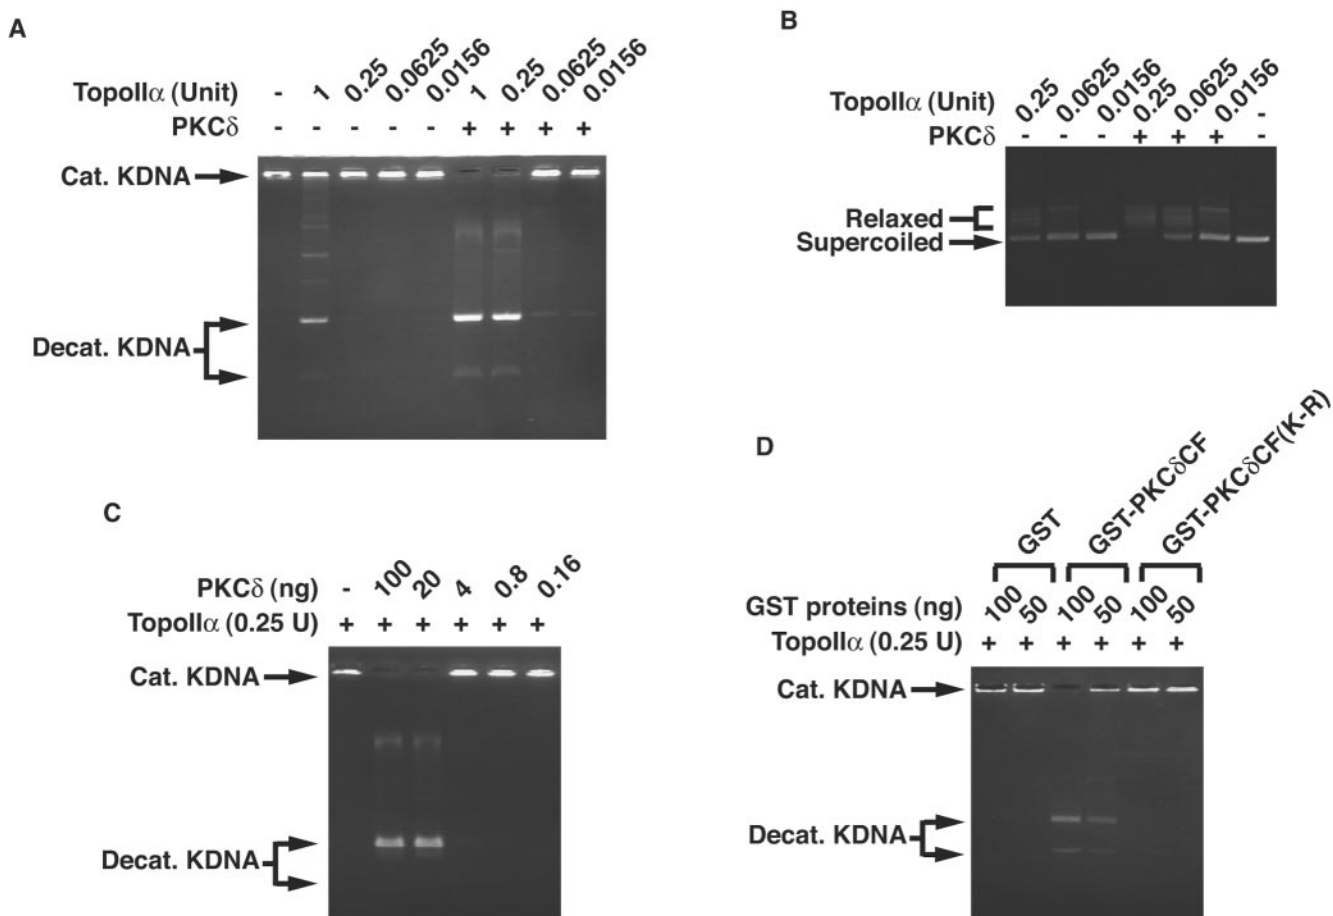 A
TopoIIα (Unit) - 1 0.25 0.0625 0.0156 1 0.25 0.0625 0.0156
PKCδ - - - - - + + + +
Cat. KDNA
Decat. KDNA
B
TopoIIα (Unit) 0.25 0.0625 0.0156 0.25 0.0625 0.0156 -
PKCδ - - - + + + -
Relaxed
Supercoiled
C
PKCδ (ng) - 100 20 4 0.8 0.16
TopoIIα (0.25 U) + + + + + +
Cat. KDNA
Decat. KDNA
D
GST GST-PKCδCF GST-PKCδCF(K-R)
GST proteins (ng) 100 50 100 50 100 50
TopoIIα (0.25 U) + + + + + +
Cat. KDNA
Decat. KDNA